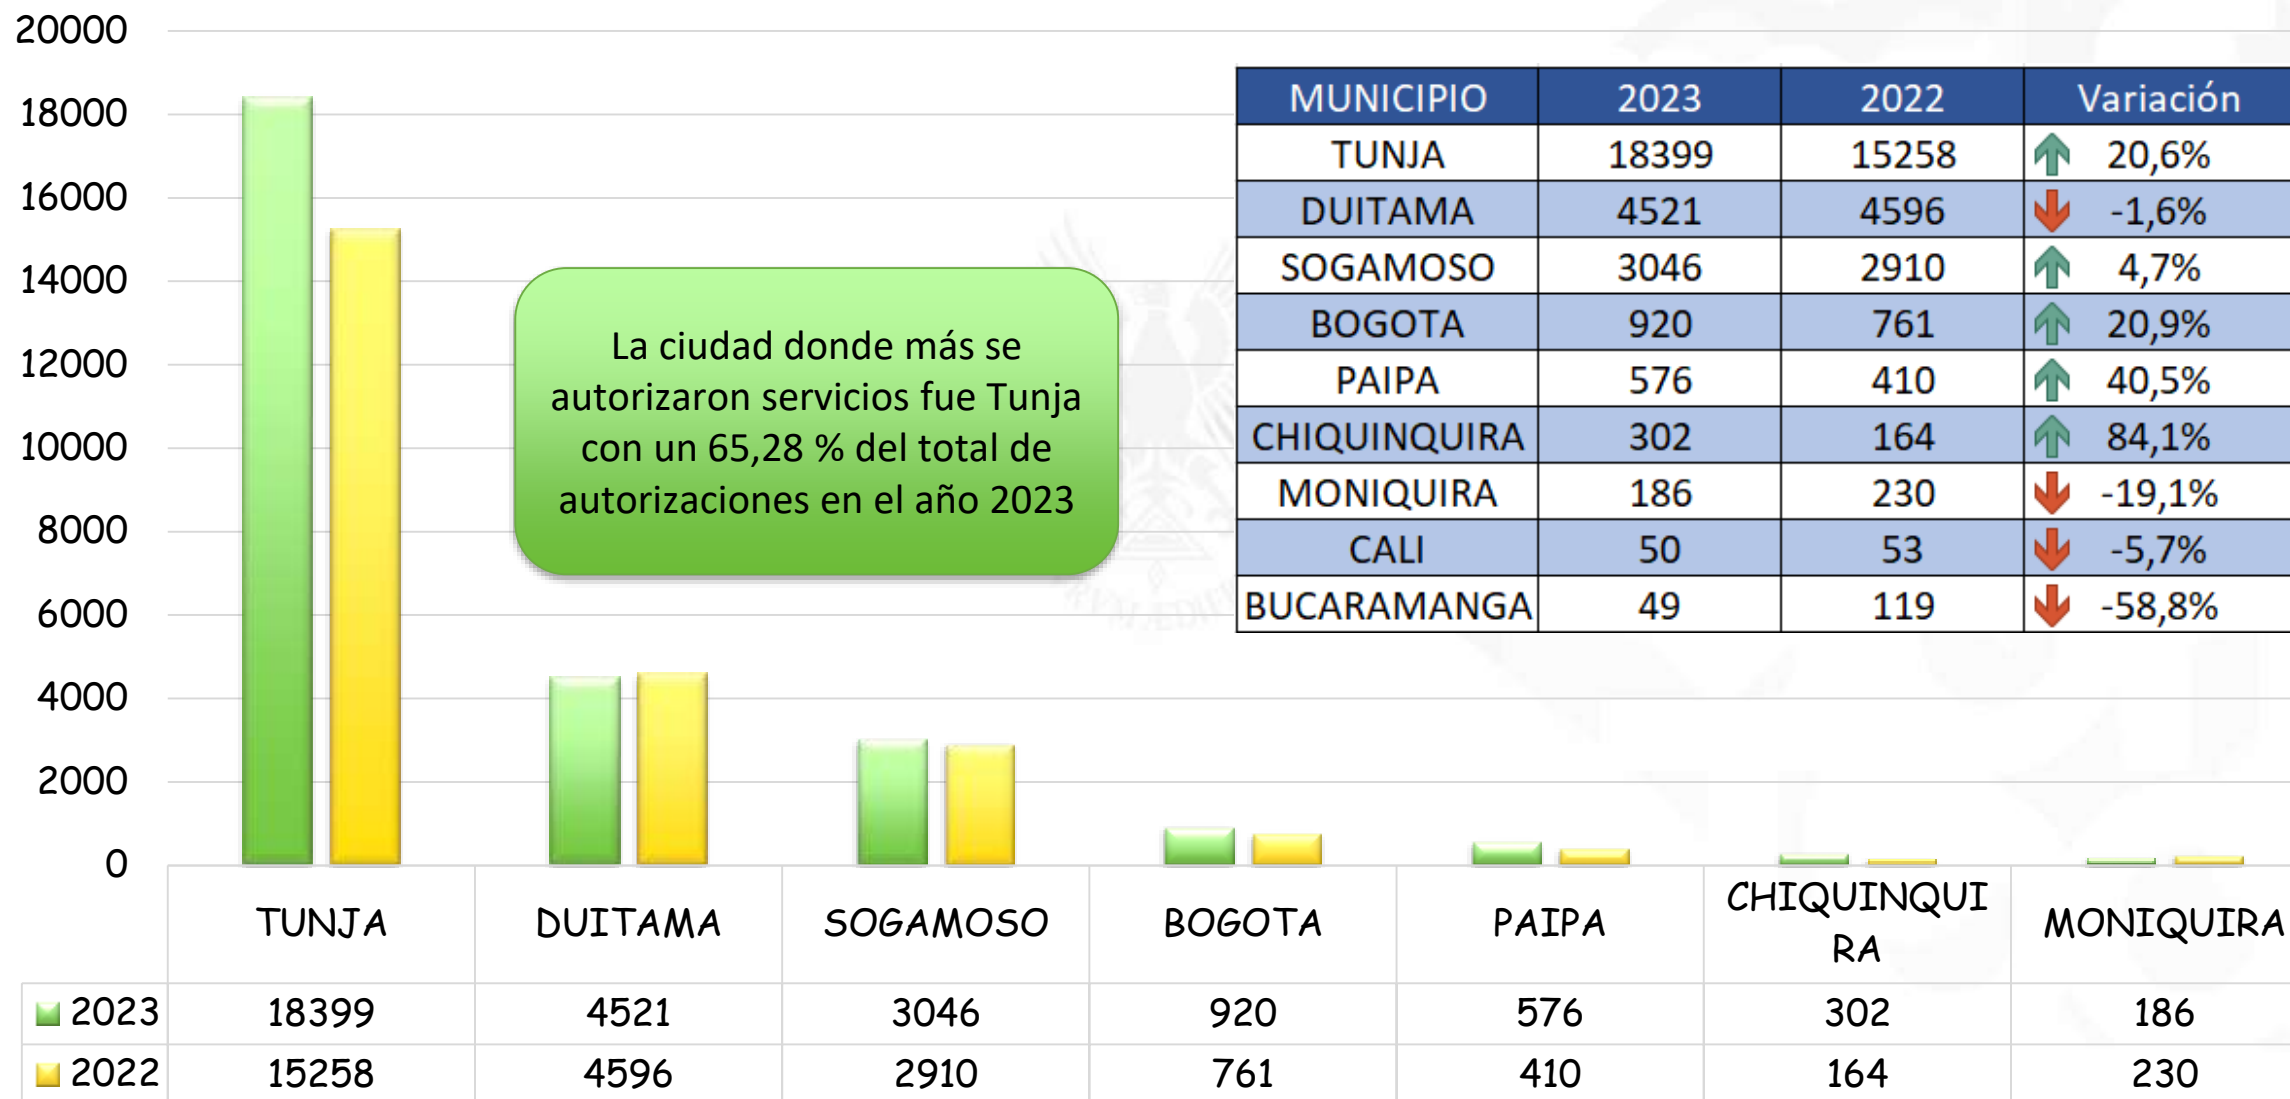 20000
18000
16000
14000
12000
10000
8000
6000
4000
2000
0
La ciudad donde más se
autorizaron servicios fue Tunja
con un 65,28 % del total de
autorizaciones en el año 2023
MUNICIPIO 2023 2022 Variación
TUNJA 18399 15258 20,6%
DUITAMA 4521 4596 -1,6%
SOGAMOSO 3046 2910 4,7%
BOGOTA 920 761 20,9%
PAIPA 576 410 40,5%
CHIQUINQUIRA 302 164 84,1%
MONIQUIRA 186 230 -19,1%
CALI 50 53 -5,7%
BUCARAMANGA 49 119 -58,8%
TUNJA DUITAMA SOGAMOSO BOGOTA PAIPA CHIQUINQUI
RA MONIQUIRA
2023 18399 4521 3046 920 576 302 186
2022 15258 4596 2910 761 410 164 230